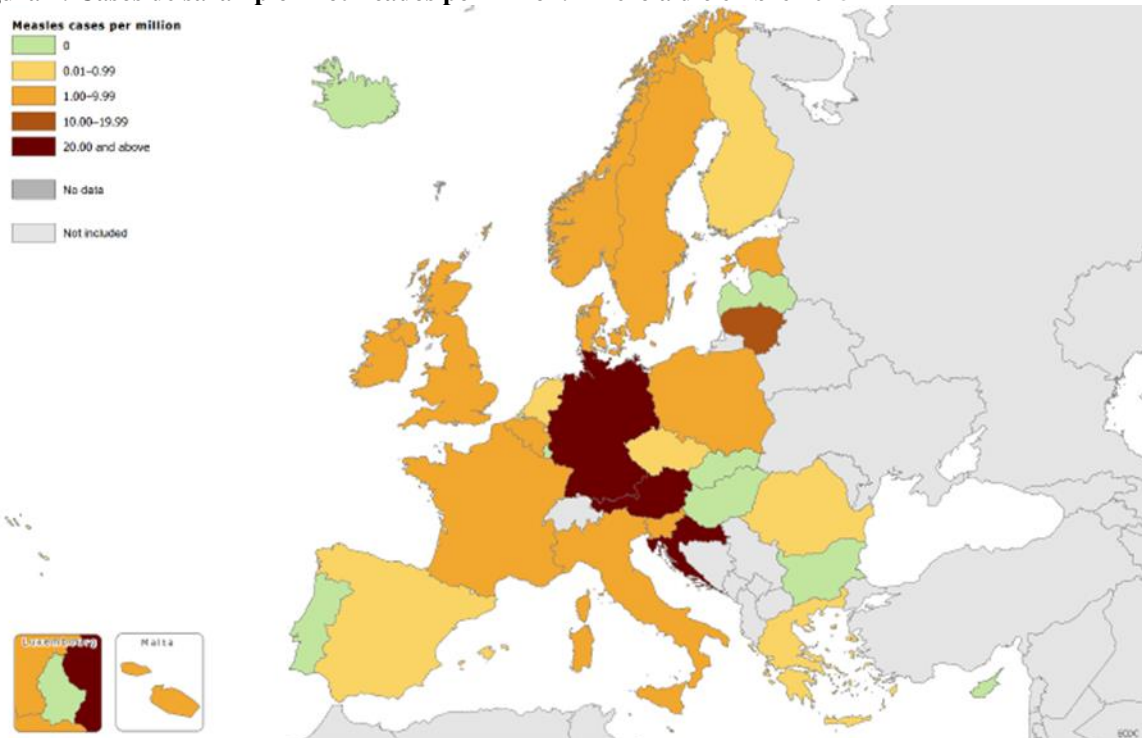 Measles cases per million
0
0.01–0.99
1.00–9.99
10.00–19.99
20.00 and above
No data
Not included
Luxembourg
Malta
ECDC